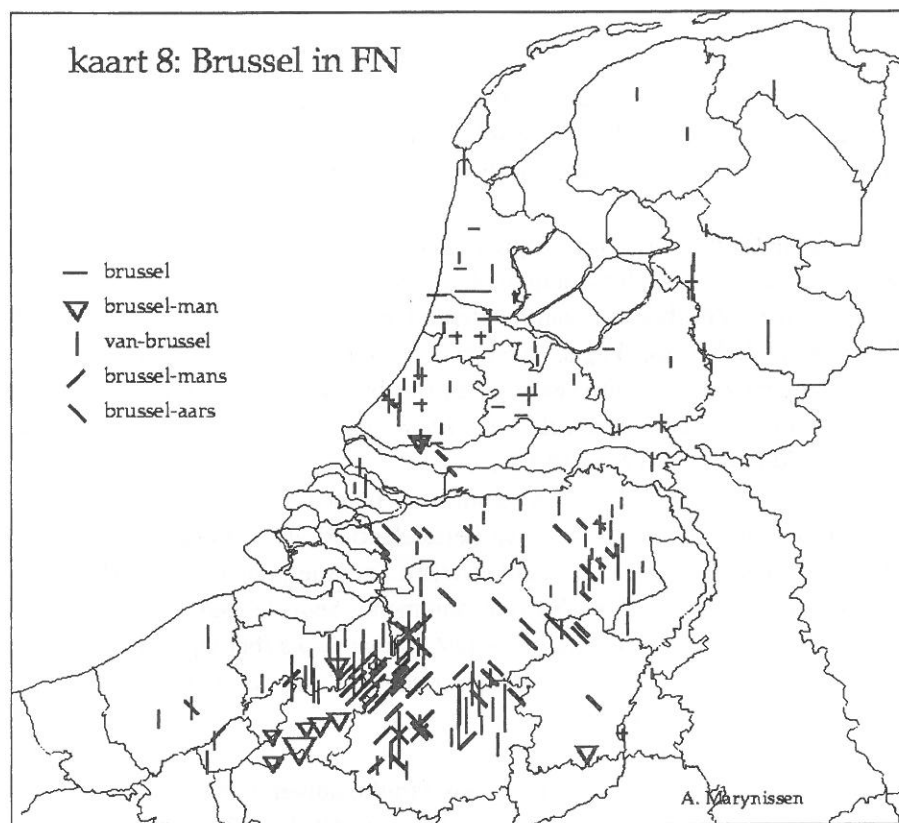 kaart 8: Brussel in FN
brussel
brussel-man
van-brussel
brussel-mans
brussel-aars
A. Marynissen